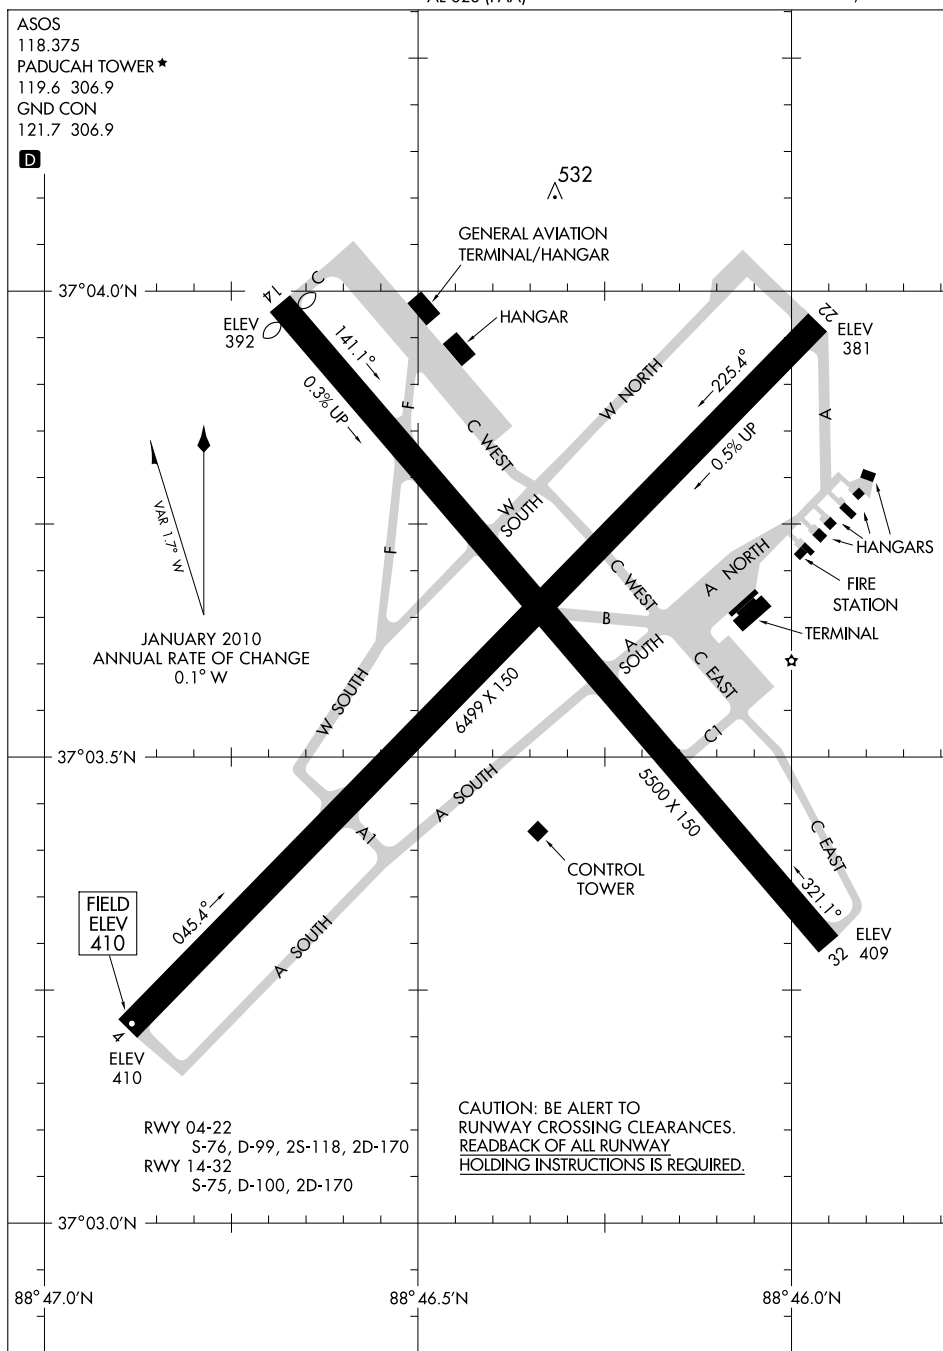 ASOS
118.375
PADUCAH TOWER★
119.6 306.9
GND CON
121.7 306.9
D
532
GENERAL AVIATION
TERMINAL/HANGAR
HANGAR
C
14
37°04.0'N
ELEV
392
22
ELEV
381
141.1°
0.3% UP
225.4°
0.5% UP
W NORTH
F
A
C WEST
W
SOUTH
VAR 1.7° W
F
C WEST
A NORTH
HANGARS
FIRE
STATION
B
TERMINAL
JANUARY 2010
ANNUAL RATE OF CHANGE
0.1° W
A
SOUTH
C EAST
W SOUTH
6499 X 150
C1
37°03.5'N
A SOUTH
5500 X 150
A1
C EAST
CONTROL
TOWER
FIELD
ELEV
410
045.4°
A SOUTH
321.1°
ELEV
409
32
4
ELEV
410
RWY 04-22
S-76, D-99, 2S-118, 2D-170
RWY 14-32
S-75, D-100, 2D-170
CAUTION: BE ALERT TO
RUNWAY CROSSING CLEARANCES.
READBACK OF ALL RUNWAY
HOLDING INSTRUCTIONS IS REQUIRED.
37°03.0'N
88°47.0'N
88°46.5'N
88°46.0'N